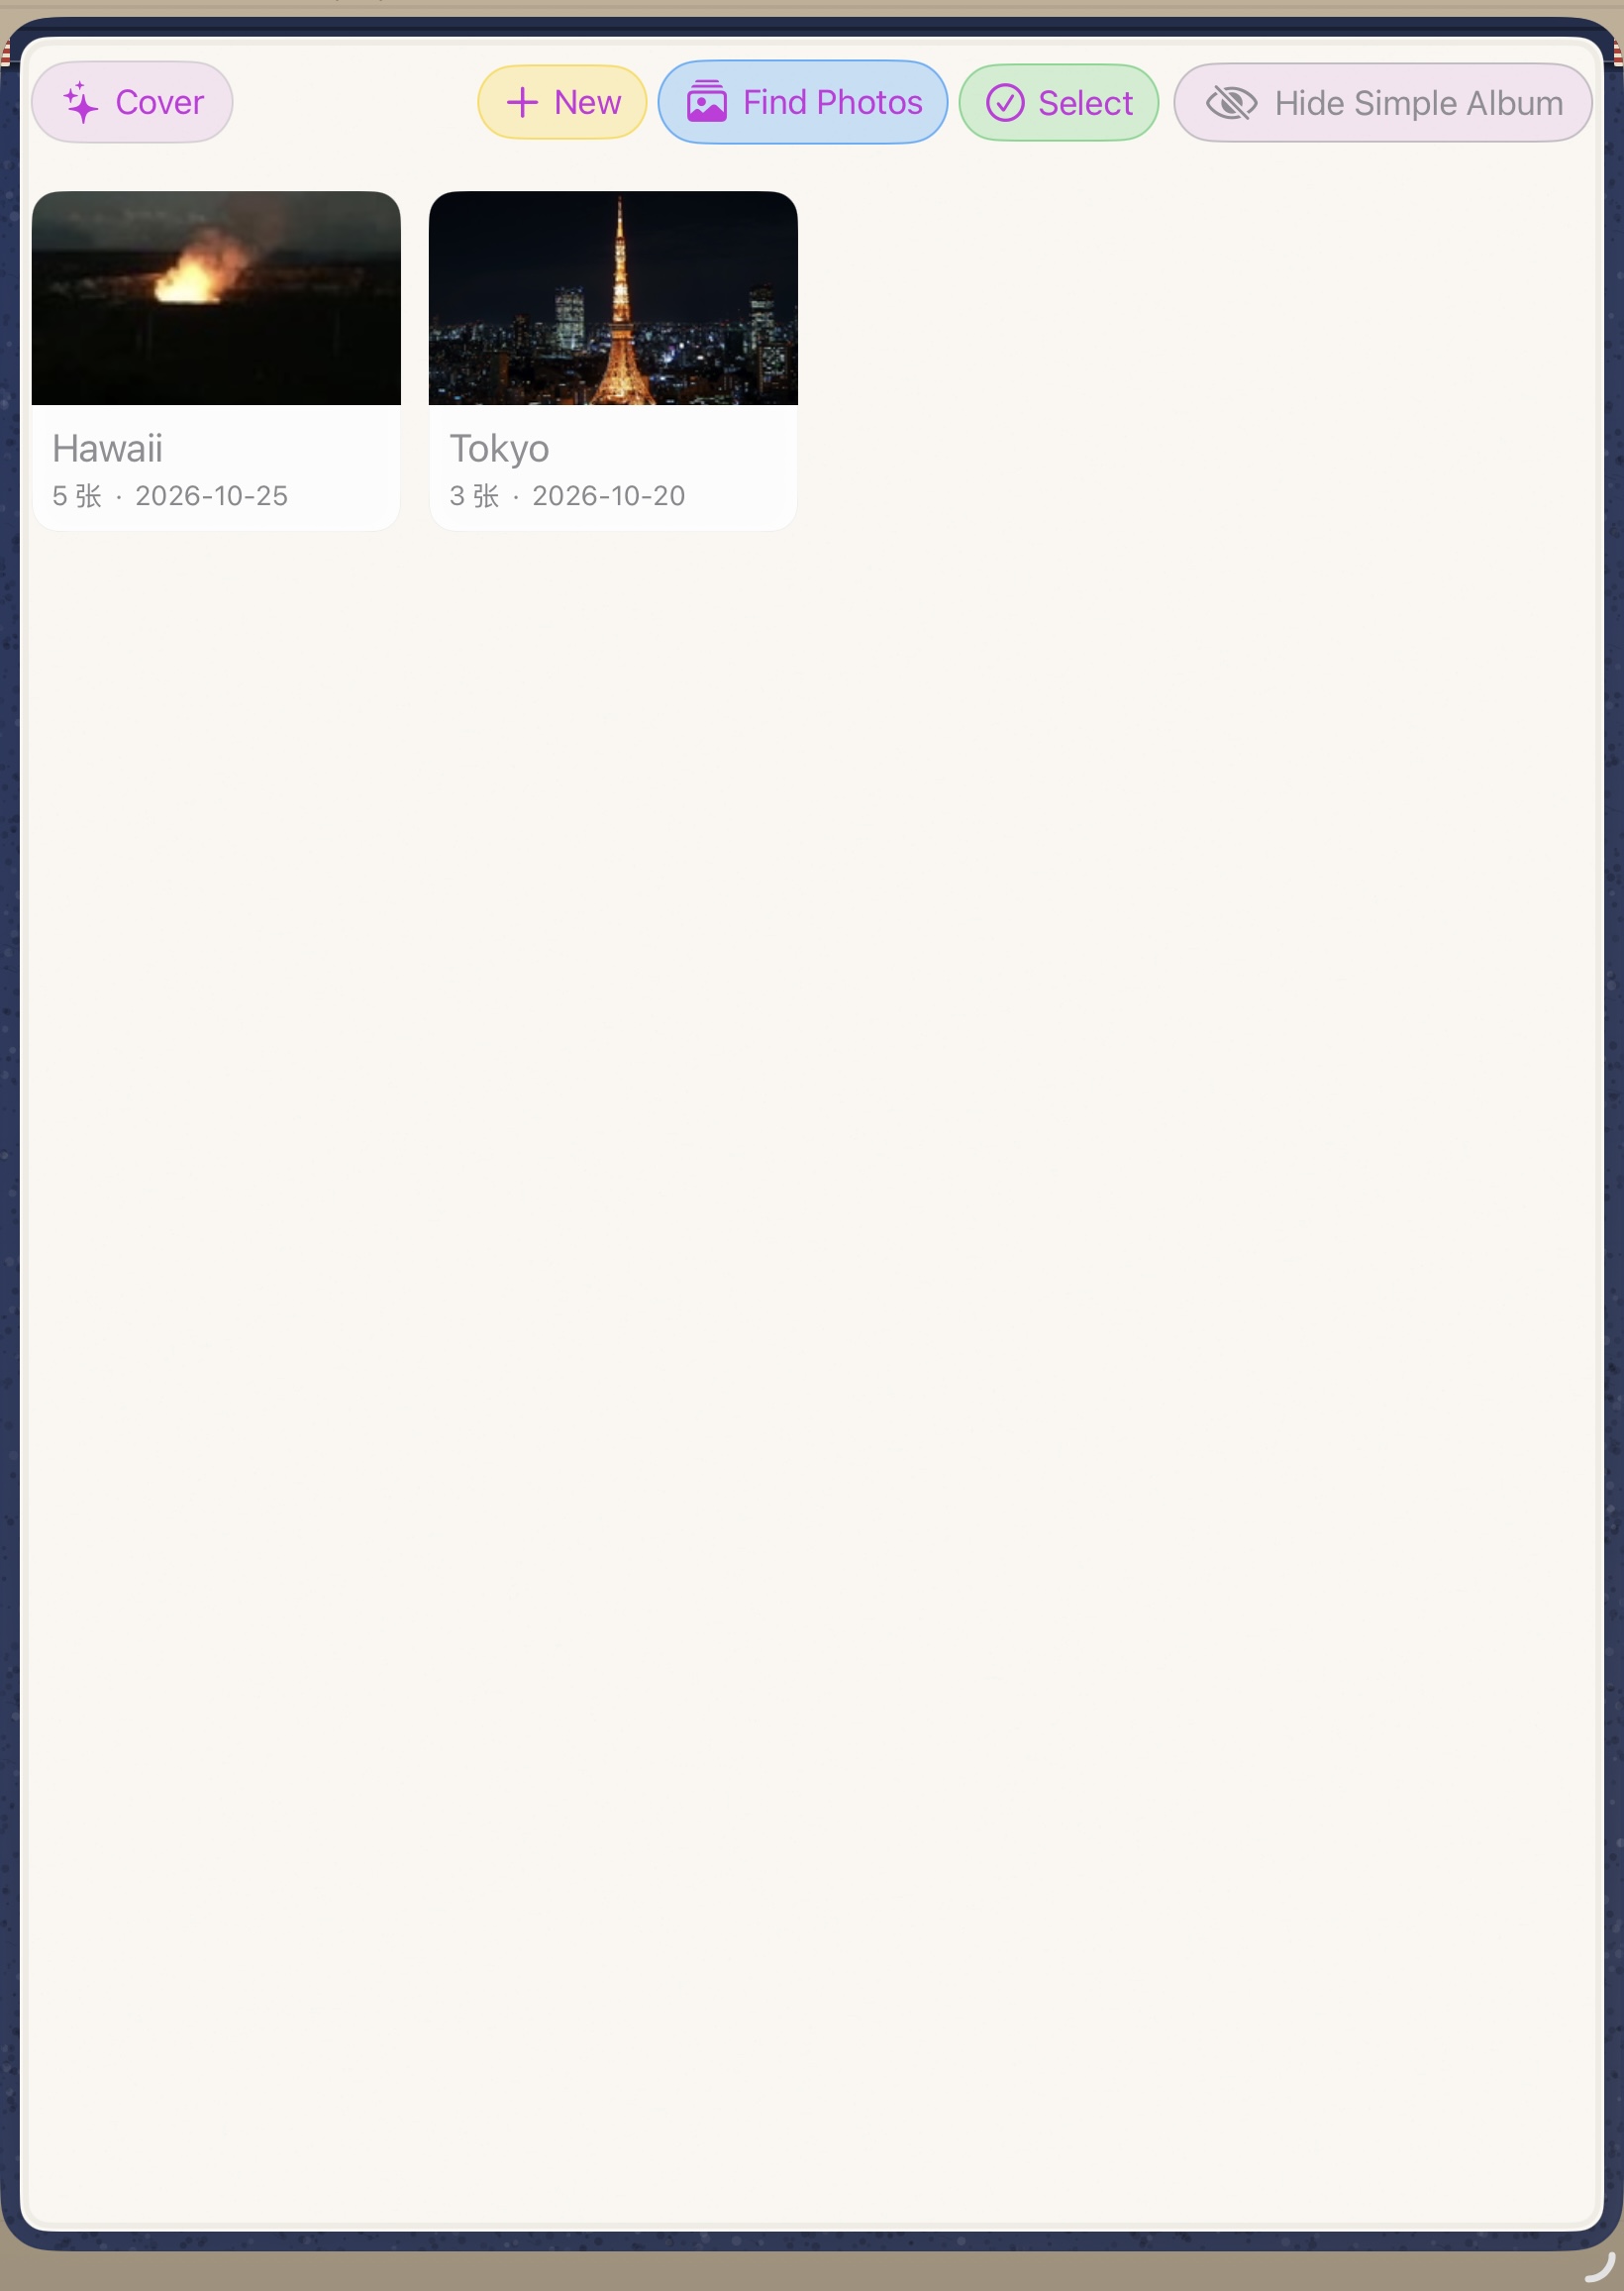 Cover
New
Find Photos
Select
Hide Simple Album
Hawaii
5 张 · 2026-10-25
Tokyo
3 张 · 2026-10-20